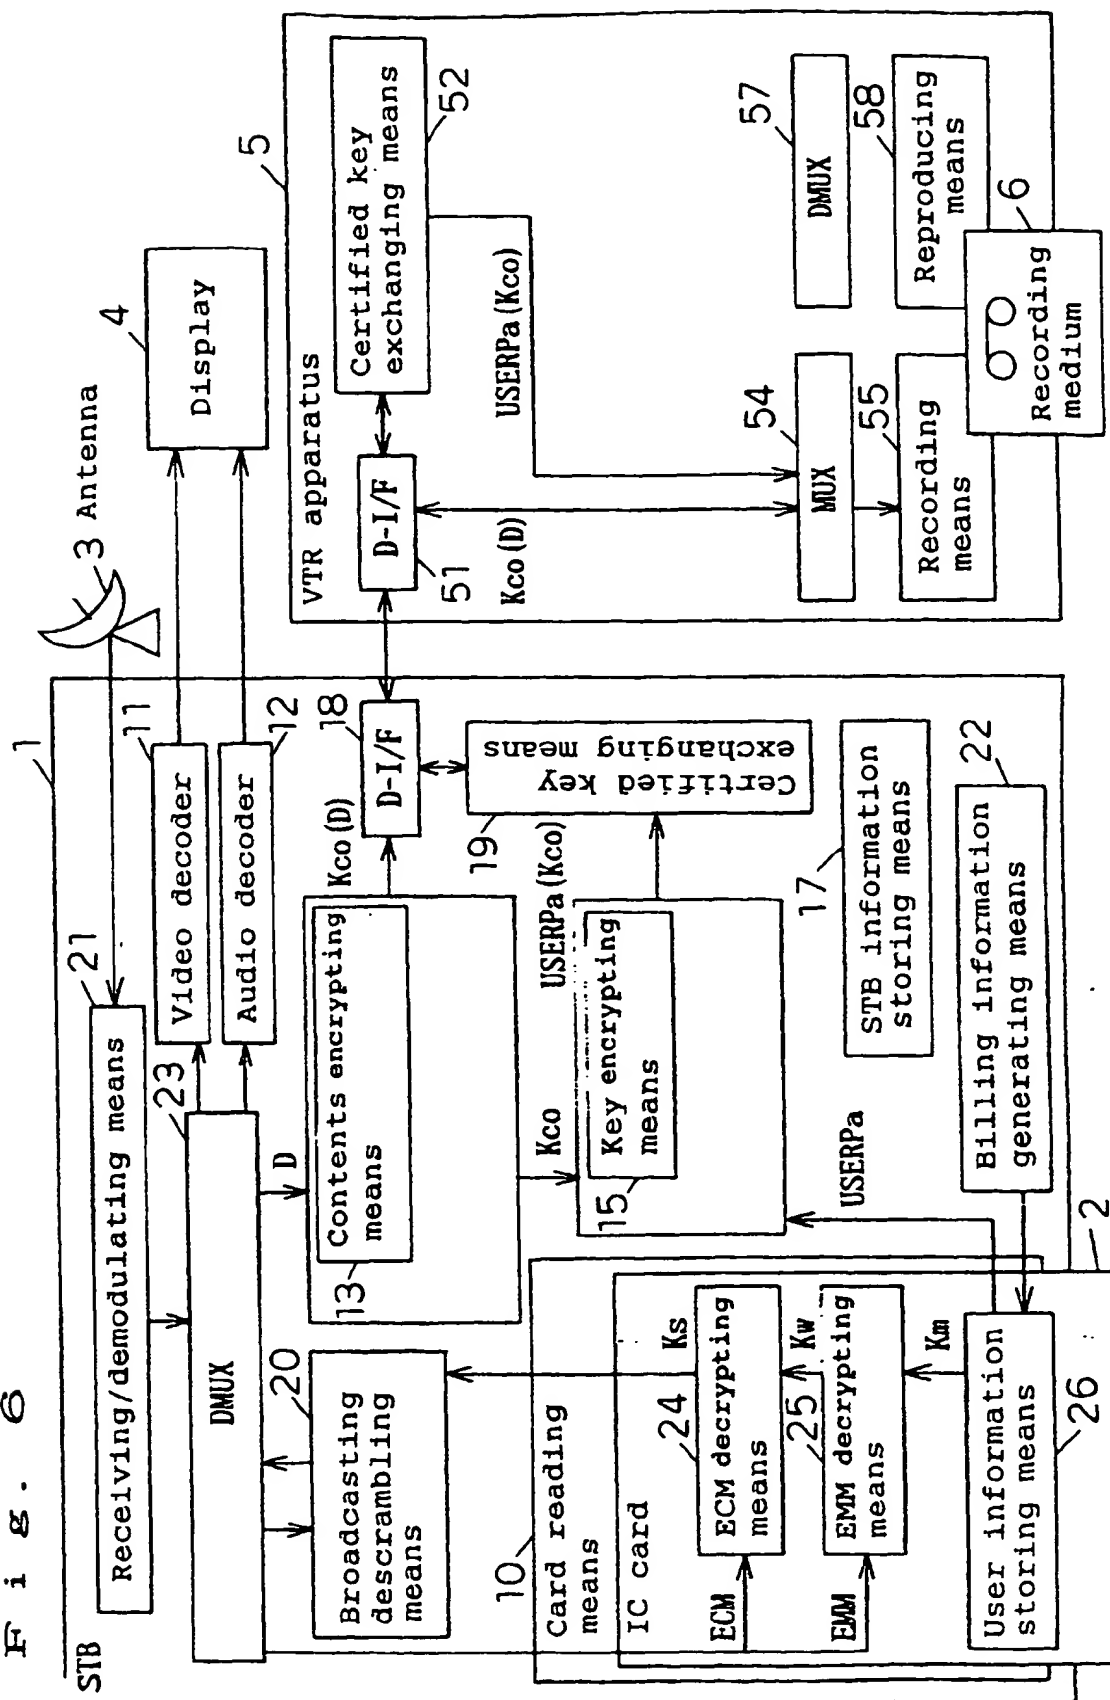 Fig. 6
STB
1
Receiving/demodulating means
21
3 Antenna
Video decoder
11
Audio decoder
12
4
Display
DMUX
23
D
Broadcasting
descrambling
means
20
Contents encrypting
means
13
Kco(D)
D-I/F
18
Certified key
exchanging means
19
Kco
USERPa(Kco)
Key encrypting
means
15
STB information
storing means
17
Billing information
generating means
22
USERPa
Card reading
means
10
IC card
2
Ks
ECM
ECM decrypting
means
24
Kw
EMM
EMM decrypting
means
25
Km
User information
storing means
26
5
VTR apparatus
D-I/F
51
Certified key
exchanging means
52
USERPa(Kco)
Kco(D)
MUX
54
DMUX
57
Recording
means
55
Reproducing
means
58
Recording
medium
6